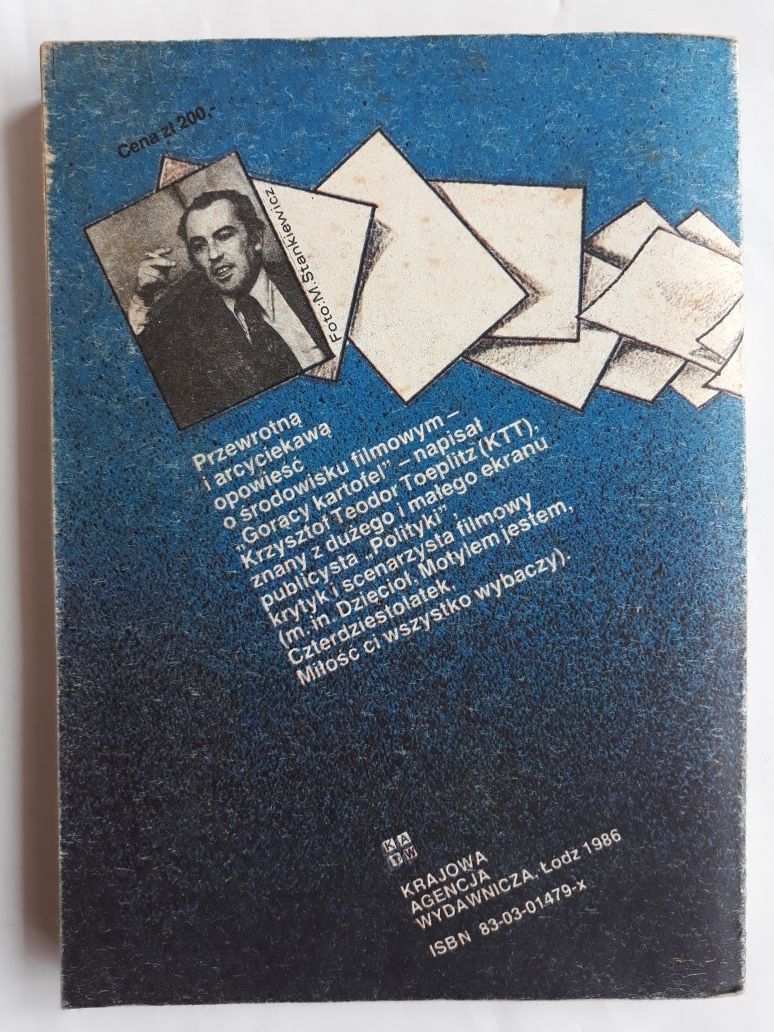 Cena zł 200,-
Foto: M. Stankiewicz
Przewrotną
i arcyciekawą
opowieść
o środowisku filmowym –
„Gorący kartofel” – napisał
Krzysztof Teodor Toeplitz (KTT),
znany z dużego i małego ekranu
publicysta „Polityki”,
krytyk i scenarzysta filmowy
(m. in. Dzięcioł, Motylem jestem,
Czterdziestolatek,
Miłość ci wszystko wybaczy).
KA
TW
KRAJOWA
AGENCJA
WYDAWNICZA, Łódź 1986
ISBN 83-03-01479-x